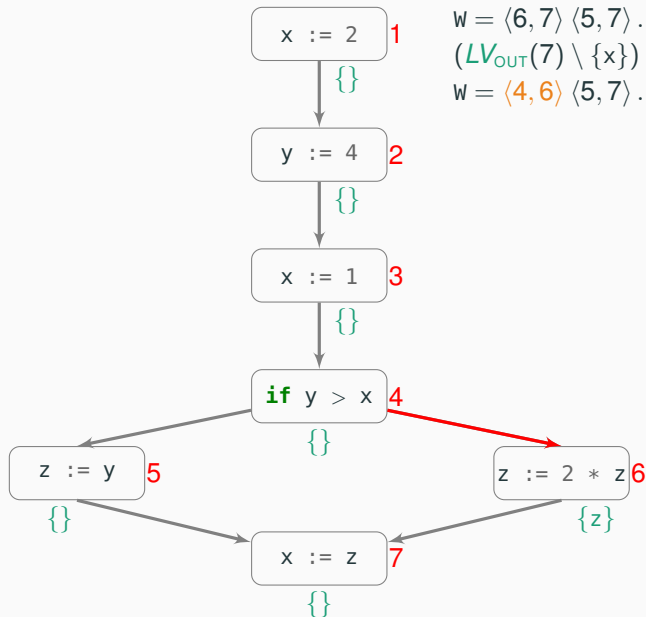 x := 2 1
W = ⟨6, 7⟩ ⟨5, 7⟩ .
(LV_OUT(7) \ {x})
W = ⟨4, 6⟩ ⟨5, 7⟩ .
{}
y := 4 2
{}
x := 1 3
{}
if y > x 4
{}
z := y 5
z := 2 * z 6
{}
{z}
x := z 7
{}